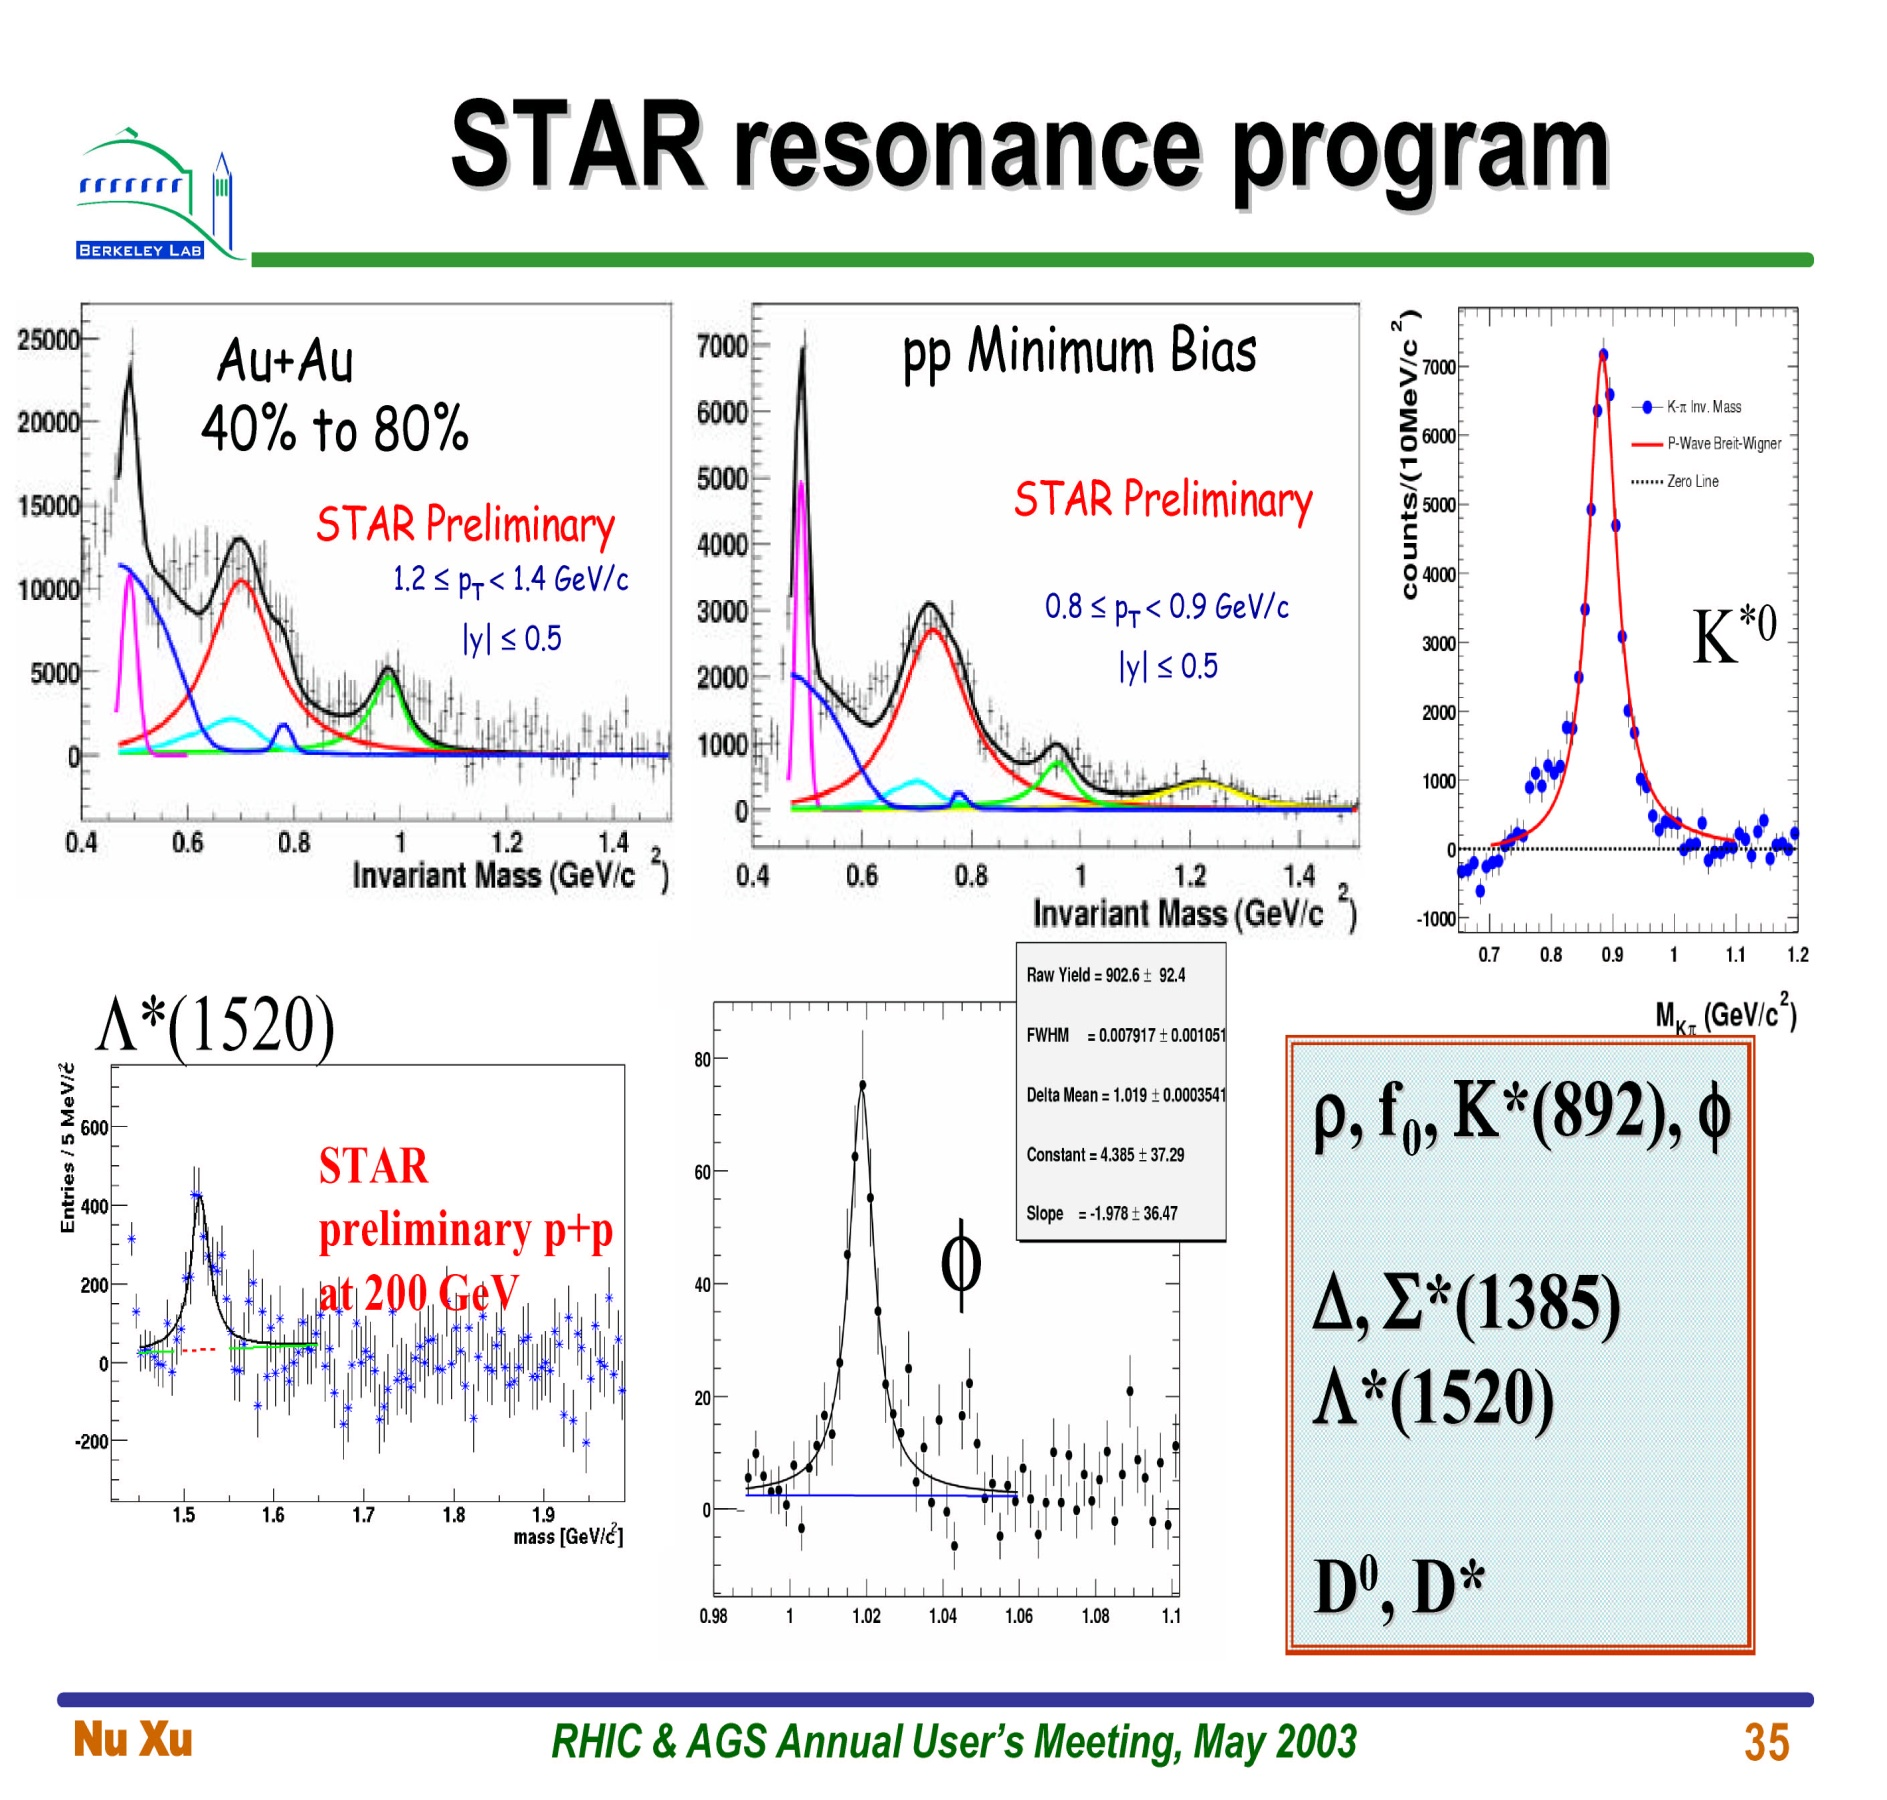 STAR resonance program
BERKELEY LAB
Au+Au
40% to 80%
STAR Preliminary
1.2 ≤ pT < 1.4 GeV/c
|y| ≤ 0.5
25000
20000
15000
10000
5000
0
0.4 0.6 0.8 1 1.2 1.4
Invariant Mass (GeV/c 2)
pp Minimum Bias
STAR Preliminary
0.8 ≤ pT < 0.9 GeV/c
|y| ≤ 0.5
7000
6000
5000
4000
3000
2000
1000
0
0.4 0.6 0.8 1 1.2 1.4
Invariant Mass (GeV/c 2)
counts/(10MeV/c 2)
7000
6000
5000
4000
3000
2000
1000
0
-1000
K-π Inv. Mass
P-Wave Breit-Wigner
Zero Line
K*0
0.7 0.8 0.9 1 1.1 1.2
MKπ (GeV/c2)
Λ*(1520)
Entries / 5 MeV/c2
600
400
200
0
-200
STAR
preliminary p+p
at 200 GeV
1.5 1.6 1.7 1.8 1.9
mass [GeV/c2]
Raw Yield = 902.6 ± 92.4
FWHM = 0.007917 ± 0.001051
Delta Mean = 1.019 ± 0.0003541
Constant = 4.385 ± 37.29
Slope = -1.978 ± 36.47
80
60
40
20
0
ϕ
0.98 1 1.02 1.04 1.06 1.08 1.1
ρ, f0, K*(892), ϕ
Δ, Σ*(1385)
Λ*(1520)
D0, D*
Nu Xu
RHIC & AGS Annual User's Meeting, May 2003
35